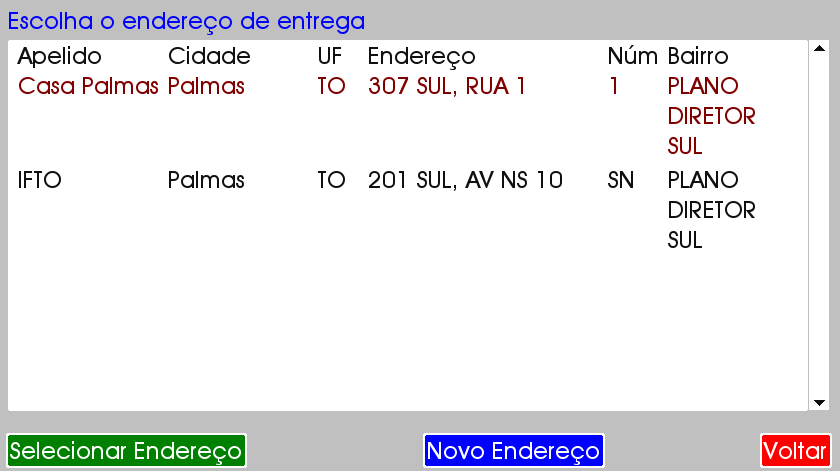 Escolha o endereço de entrega
Apelido Cidade UF Endereço Núm Bairro
Casa Palmas Palmas TO 307 SUL, RUA 1 1 PLANO
DIRETOR
SUL
IFTO Palmas TO 201 SUL, AV NS 10 SN PLANO
DIRETOR
SUL
Selecionar Endereço Novo Endereço Voltar